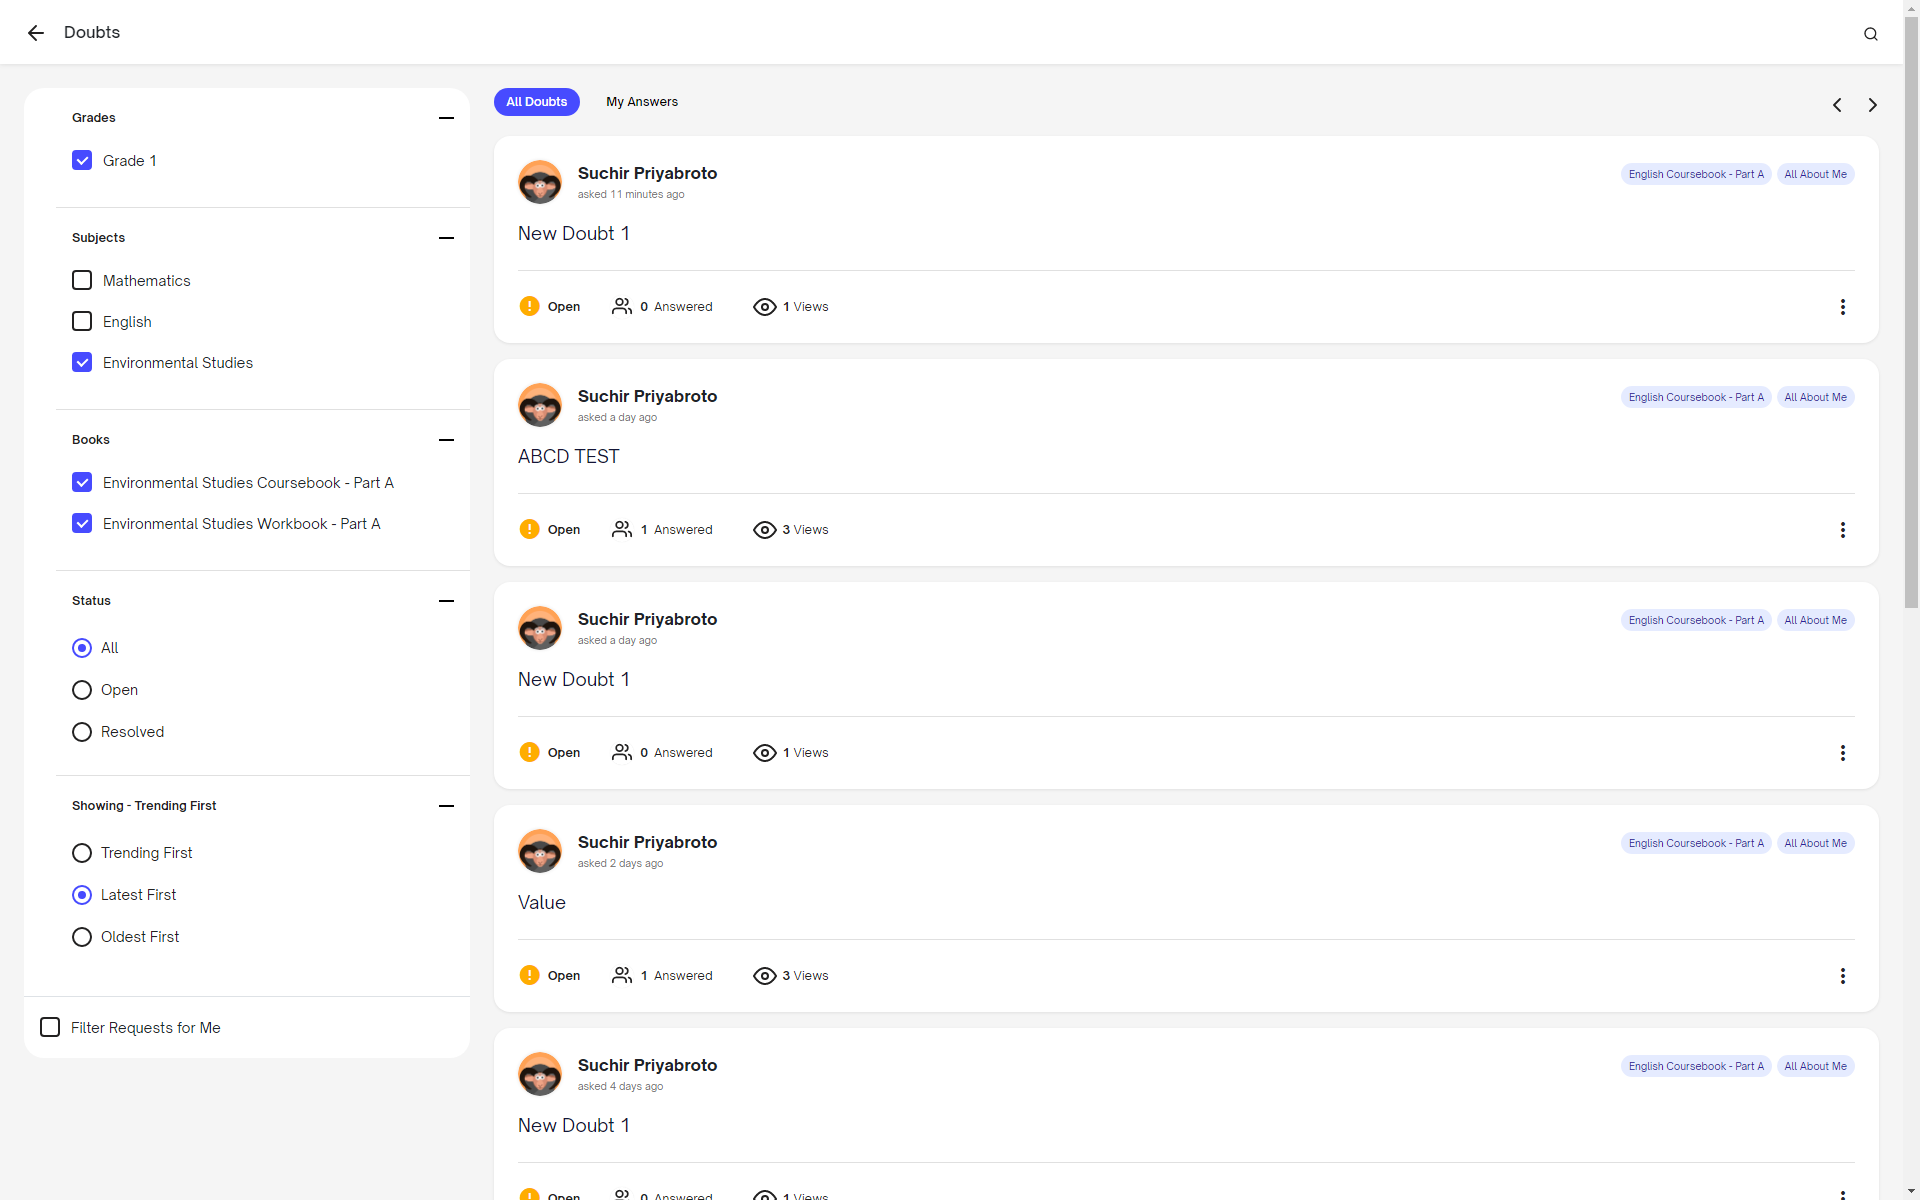 Doubts
Grades
Grade 1
Subjects
Mathematics
English
Environmental Studies
Books
Environmental Studies Coursebook - Part A
Environmental Studies Workbook - Part A
Status
All
Open
Resolved
Showing - Trending First
Trending First
Latest First
Oldest First
Filter Requests for Me
All Doubts My Answers
Suchir Priyabroto
asked 11 minutes ago
English Coursebook - Part A All About Me
New Doubt 1
Open 0 Answered 1 Views
Suchir Priyabroto
asked a day ago
English Coursebook - Part A All About Me
ABCD TEST
Open 1 Answered 3 Views
Suchir Priyabroto
asked a day ago
English Coursebook - Part A All About Me
New Doubt 1
Open 0 Answered 1 Views
Suchir Priyabroto
asked 2 days ago
English Coursebook - Part A All About Me
Value
Open 1 Answered 3 Views
Suchir Priyabroto
asked 4 days ago
English Coursebook - Part A All About Me
New Doubt 1
Open 0 Answered 1 Views